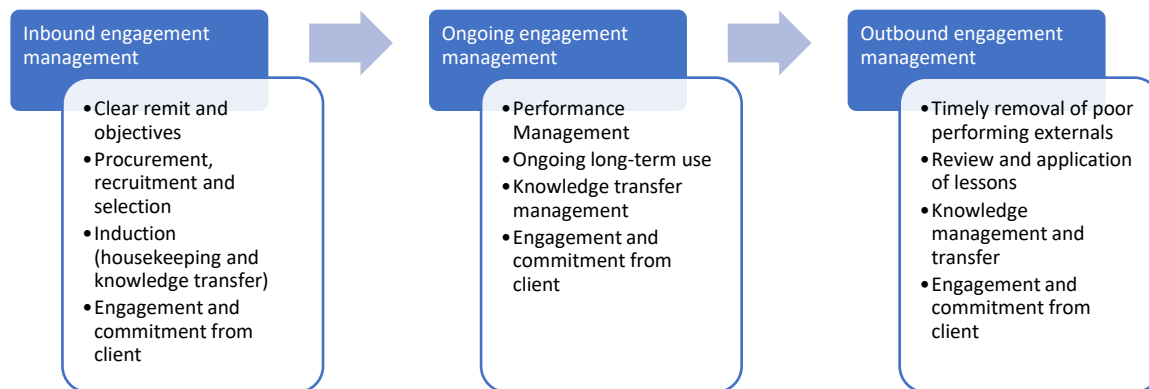 Inbound engagement
management
•Clear remit and
objectives
•Procurement,
recruitment and
selection
•Induction
(housekeeping and
knowledge transfer)
•Engagement and
commitment from
client
Ongoing engagement
management
•Performance
Management
•Ongoing long-term use
•Knowledge transfer
management
•Engagement and
commitment from
client
Outbound engagement
management
•Timely removal of poor
performing externals
•Review and application
of lessons
•Knowledge
management and
transfer
•Engagement and
commitment from
client